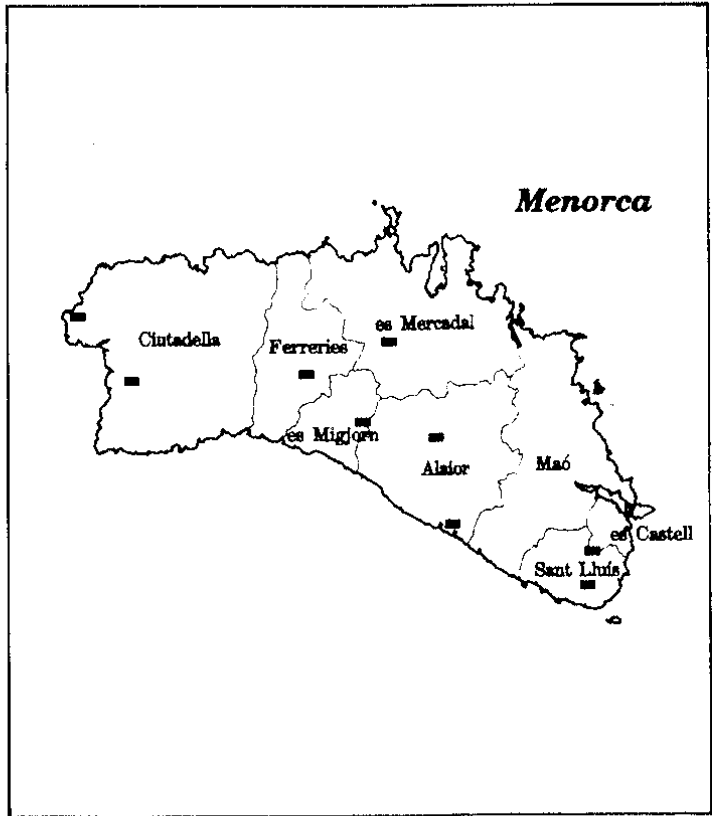 Menorca
es Mercadal
Ciutadella
Ferreries
es Migjorn
Alaior
Maó
es Castell
Sant Lluís